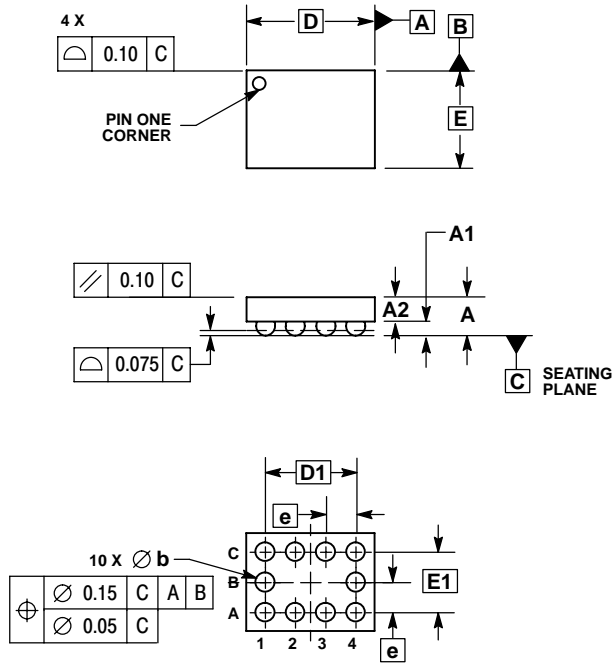 4 X
D
A
B
⌓ 0.10 C
PIN ONE
CORNER
E
A1
// 0.10 C
A2
A
⌓ 0.075 C
C
SEATING
PLANE
D1
e
10 X ∅ b
C
B
A
E1
⌖ ∅ 0.15 C A B
∅ 0.05 C
1 2 3 4
e